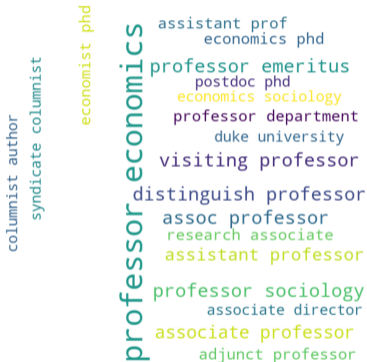 assistant prof
economics phd
professor emeritus
postdoc phd
economics sociology
professor department
duke university
visiting professor
distinguish professor
assoc professor
research associate
assistant professor
professor sociology
associate director
associate professor
adjunct professor
professor economics
economist phd
syndicate columnist
columnist author